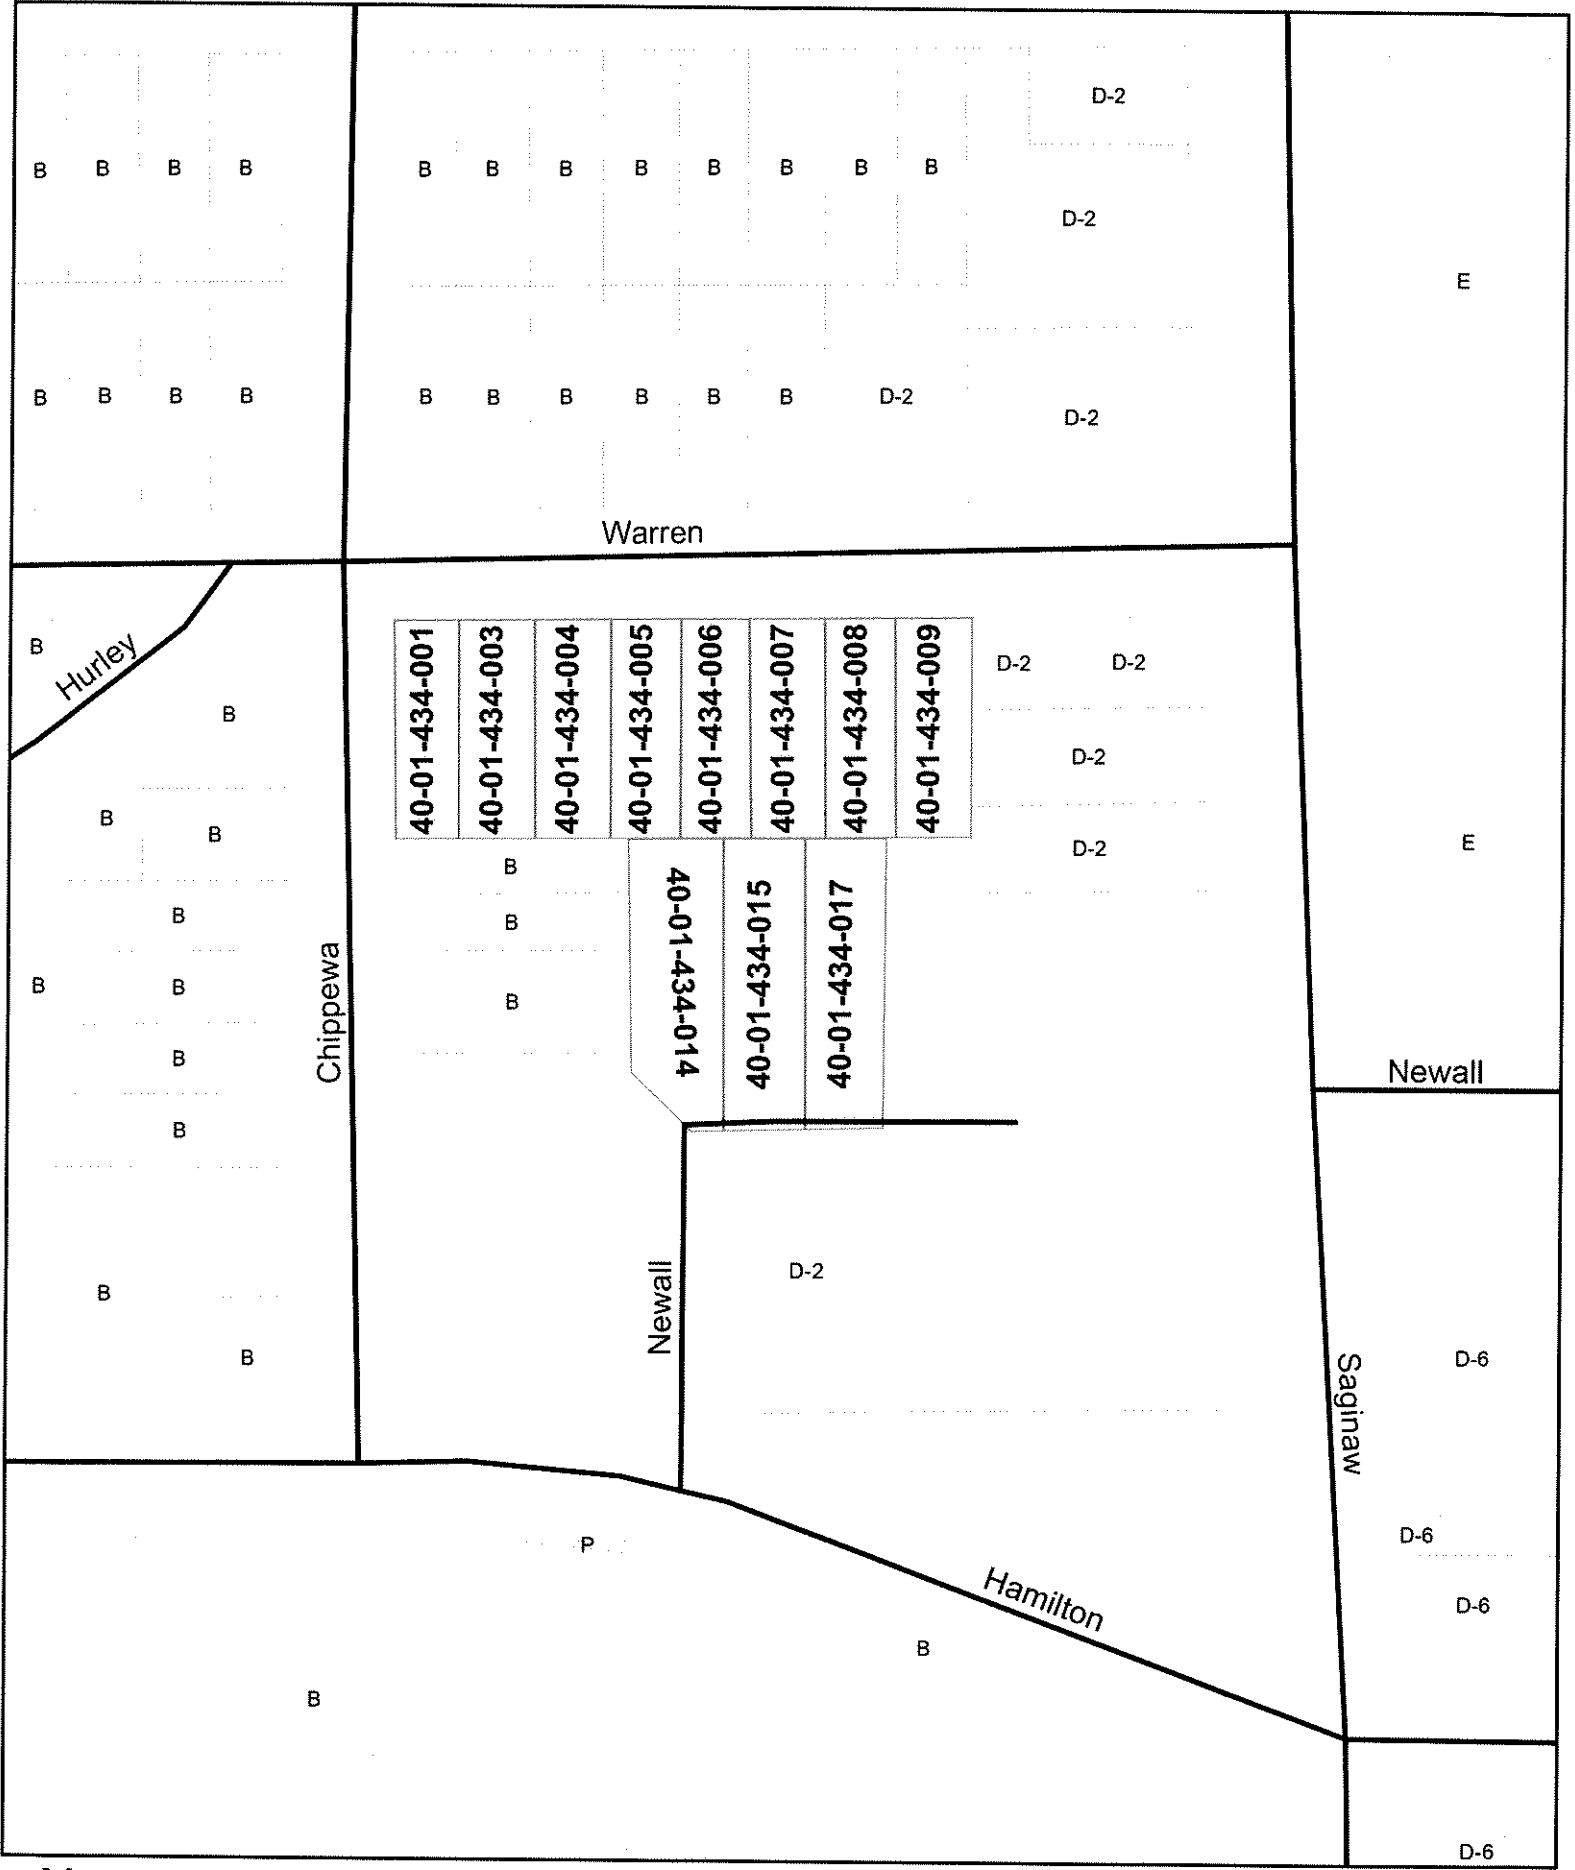 D-2
B B B B B B B B B B B B
D-2
E
B B B B B B B B B B D-2
D-2
Warren
B
Hurley
B
40-01-434-001
40-01-434-003
40-01-434-004
40-01-434-005
40-01-434-006
40-01-434-007
40-01-434-008
40-01-434-009
D-2 D-2
D-2
B
B
D-2
E
B
40-01-434-014
40-01-434-015
40-01-434-017
B
B
B
B
B
Chippewa
B
Newall
B
B
Newall
D-2
B
D-6
Saginaw
D-6
P
Hamilton
D-6
B
B
D-6